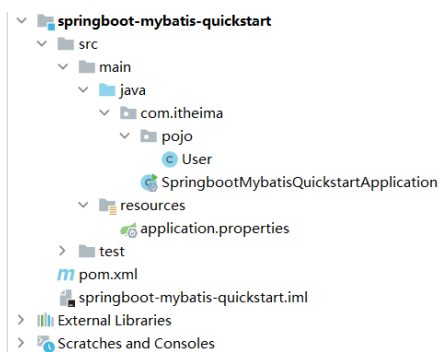 springboot-mybatis-quickstart
src
main
java
com.itheima
pojo
User
SpringbootMybatisQuickstartApplication
resources
application.properties
test
pom.xml
springboot-mybatis-quickstart.iml
External Libraries
Scratches and Consoles